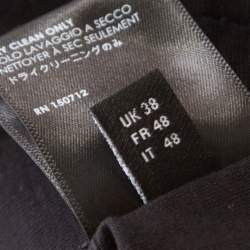 Y CLEAN ONLY
OLO LAVAGGIO A SECCO
NETTOYER A SEC SEULEMENT
ドライクリーニングのみ
RN 150712
UK 38
FR 48
IT 48